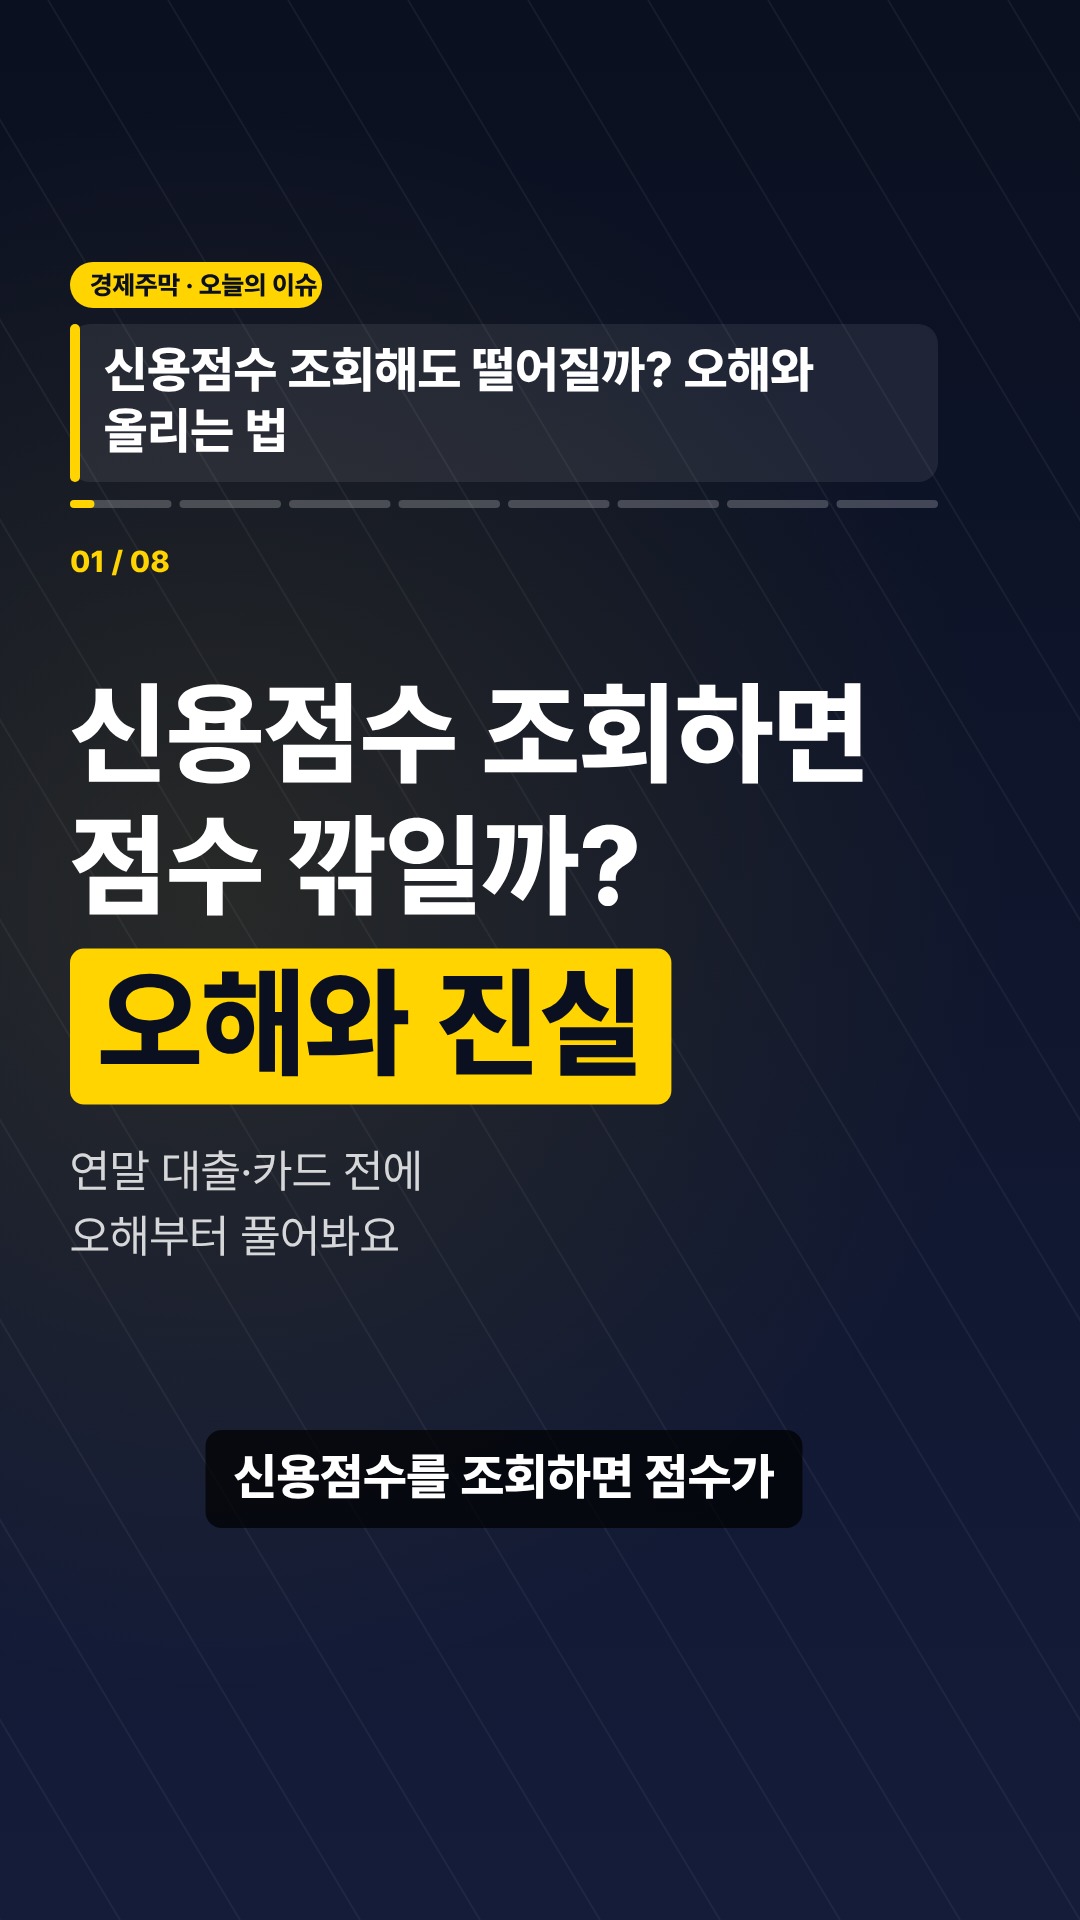 경제주막 · 오늘의 이슈
신용점수 조회해도 떨어질까? 오해와
올리는 법
01 / 08
신용점수 조회하면
점수 깎일까?
오해와 진실
연말 대출·카드 전에
오해부터 풀어봐요
신용점수를 조회하면 점수가